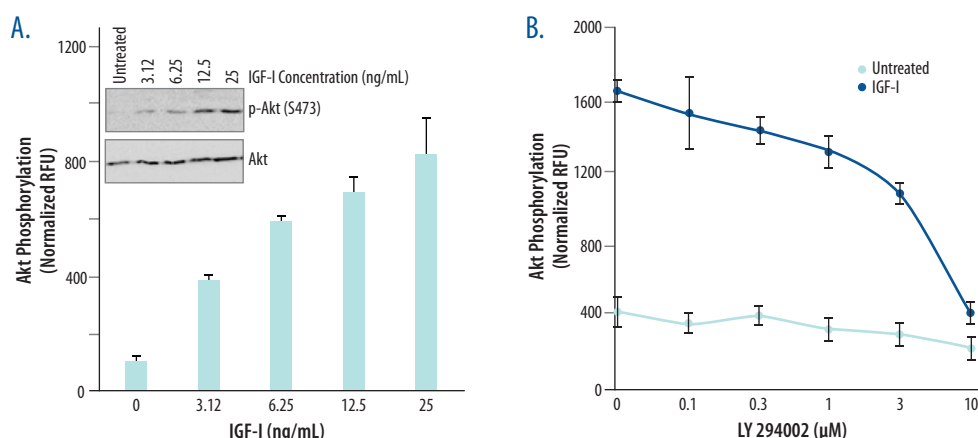 A.
1200
800
400
0
Akt Phosphorylation
(Normalized RFU)
Untreated
3.12
6.25
12.5
25
IGF-I Concentration (ng/mL)
p-Akt (S473)
Akt
0
3.12
6.25
12.5
25
IGF-I (ng/mL)
B.
2000
1600
1200
800
400
0
Akt Phosphorylation
(Normalized RFU)
Untreated
IGF-I
0
0.1
0.3
1
3
10
LY 294002 (µM)